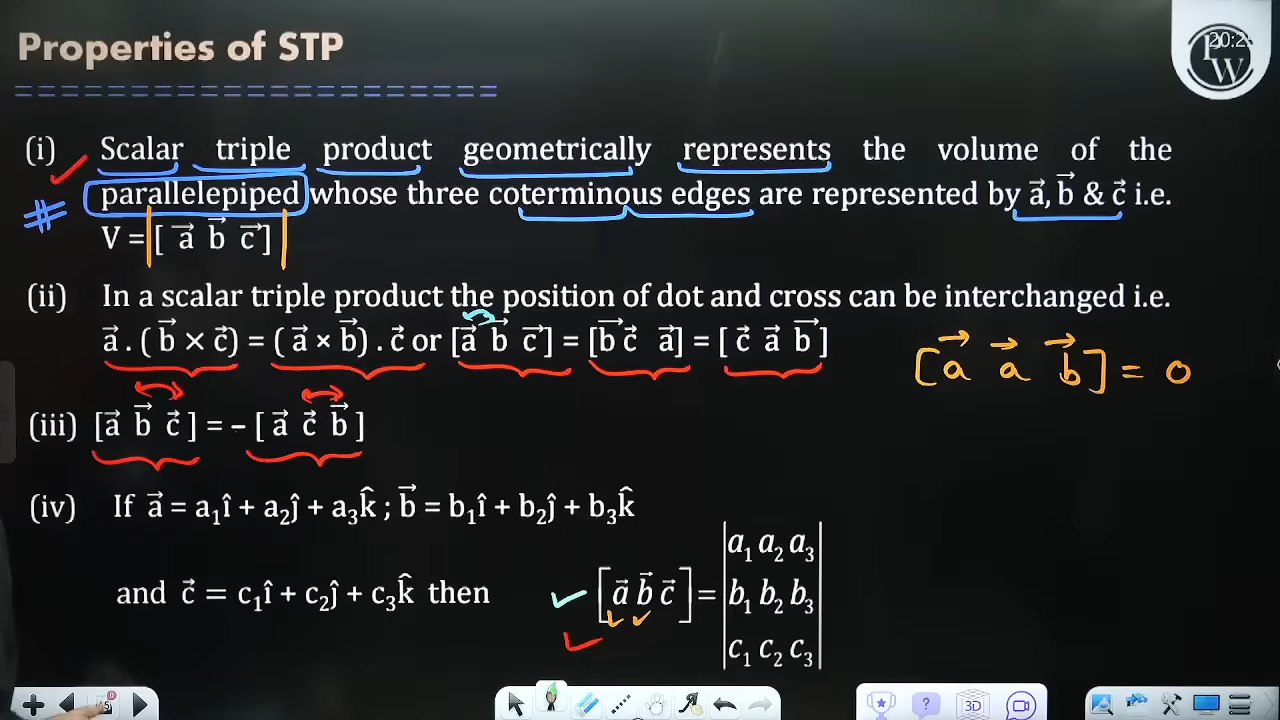 Properties of STP
20:2
PW
(i) Scalar triple product geometrically represents the volume of the
parallelepiped whose three coterminous edges are represented by a⃗, b⃗ & c⃗ i.e.
V = |[ a⃗ b⃗ c⃗ ]|
(ii) In a scalar triple product the position of dot and cross can be interchanged i.e.
a⃗ . ( b⃗ × c⃗) = ( a⃗ × b⃗) . c⃗ or [a⃗ b⃗ c⃗] = [b⃗ c⃗ a⃗] = [ c⃗ a⃗ b⃗ ]
[a⃗ a⃗ b⃗] = 0
(iii) [a⃗ b⃗ c⃗ ] = – [ a⃗ c⃗ b⃗ ]
(iv) If a⃗ = a₁î + a₂ĵ + a₃k̂ ; b⃗ = b₁î + b₂ĵ + b₃k̂
and c⃗ = c₁î + c₂ĵ + c₃k̂ then [a⃗ b⃗ c⃗ ] = |a₁ a₂ a₃|
|b₁ b₂ b₃|
|c₁ c₂ c₃|
3D